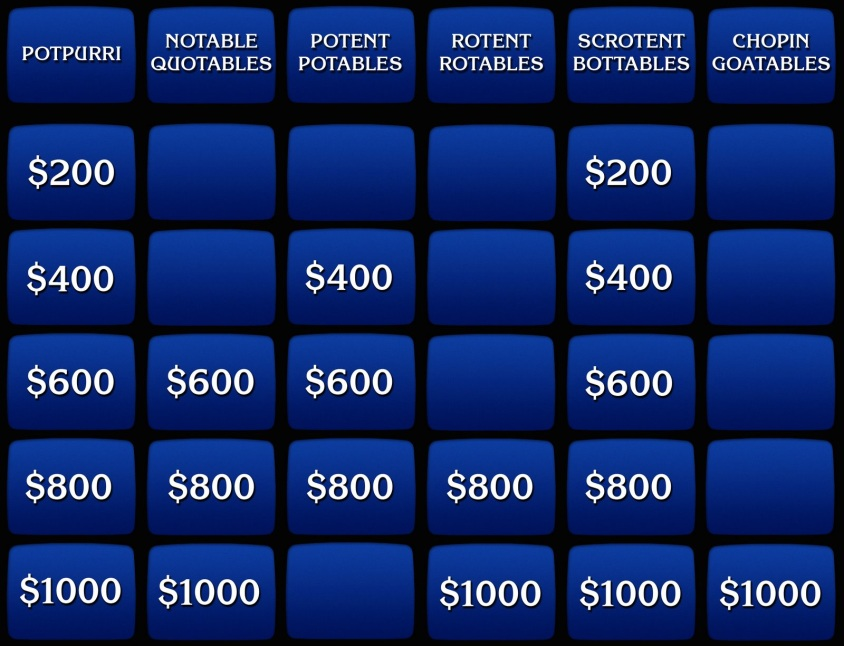 POTPURRI
NOTABLE
QUOTABLES
POTENT
POTABLES
ROTENT
ROTABLES
SCROTENT
BOTTABLES
CHOPIN
GOATABLES
$200
$200
$400
$400
$400
$600
$600
$600
$600
$800
$800
$800
$800
$800
$1000
$1000
$1000
$1000
$1000